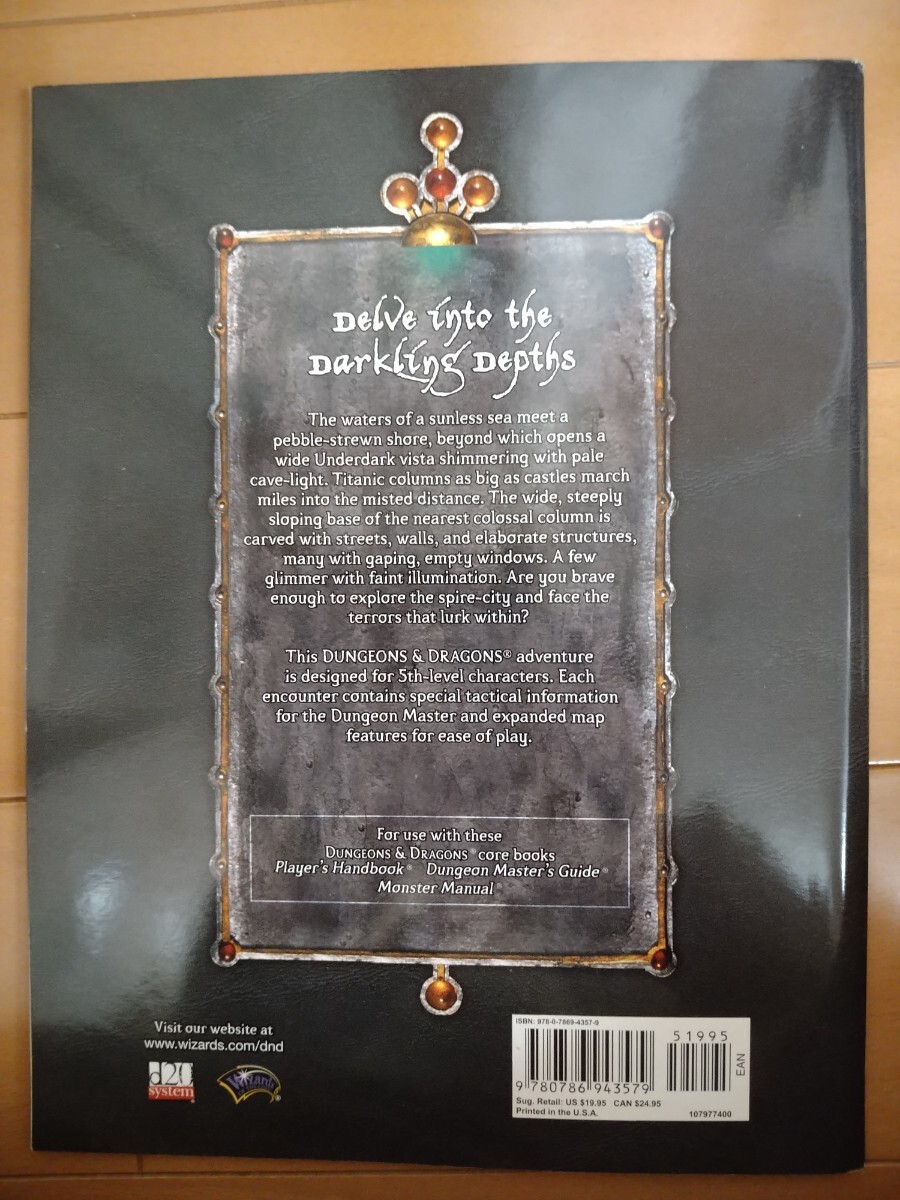 Delve into the
Darkling Depths
The waters of a sunless sea meet a
pebble-strewn shore, beyond which opens a
wide Underdark vista shimmering with pale
cave-light. Titanic columns as big as castles march
miles into the misted distance. The wide, steeply
sloping base of the nearest colossal column is
carved with streets, walls, and elaborate structures,
many with gaping, empty windows. A few
glimmer with faint illumination. Are you brave
enough to explore the spire-city and face the
terrors that lurk within?
This DUNGEONS & DRAGONS® adventure
is designed for 5th-level characters. Each
encounter contains special tactical information
for the Dungeon Master and expanded map
features for ease of play.
For use with these
DUNGEONS & DRAGONS® core books
Player's Handbook® Dungeon Master's Guide®
Monster Manual®
Visit our website at
www.wizards.com/dnd
d20
system
Wizards®
ISBN: 978-0-7869-4357-9
51995
EAN
9 780786 943579
Sug. Retail: US $19.95 CAN $24.95
Printed in the U.S.A. 107977400